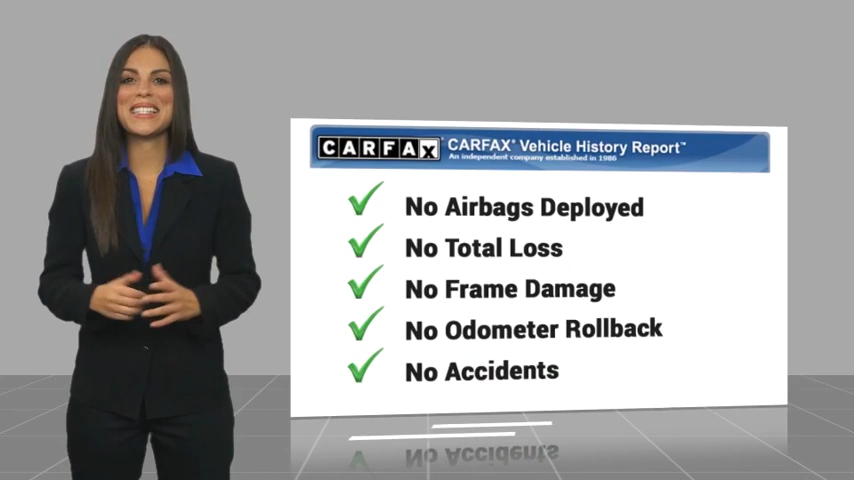 CARFAX CARFAX® Vehicle History Report™
An independent company established in 1986
No Airbags Deployed
No Total Loss
No Frame Damage
No Odometer Rollback
No Accidents
No Accidents